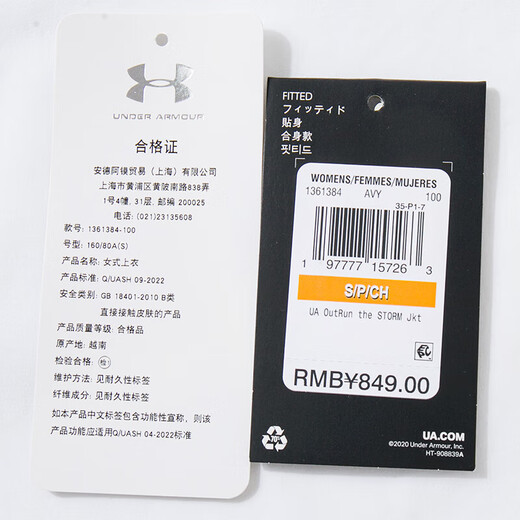 UNDER ARMOUR
合格证
安德阿镆贸易（上海）有限公司
上海市黄浦区黄陂南路838弄
1号4幢, 31层. 邮编 200025
电话: (021)23135608
款号: 1361384-100
号型: 160/80A(S)
产品名称: 女式上衣
产品标准: Q/UASH 09-2022
安全类别: GB 18401-2010 B类
直接接触皮肤的产品
产品质量等级: 合格品
原产地: 越南
检验合格: 检1
维护方法: 见耐久性标签
纤维成分: 见耐久性标签
如本产品中文标签包含功能性宣称, 则该
产品功能应适用Q/UASH 04-2022标准
FITTED
フィッティド
貼身
合身款
핏티드
WOMENS/FEMMES/MUJERES
1361384 AVY 100
35-P1-7
1 97777 15726 3
S/P/CH
UA OutRun the STORM Jkt
RMB¥849.00
70%
UA.COM
©2020 Under Armour, Inc.
HT-908839A